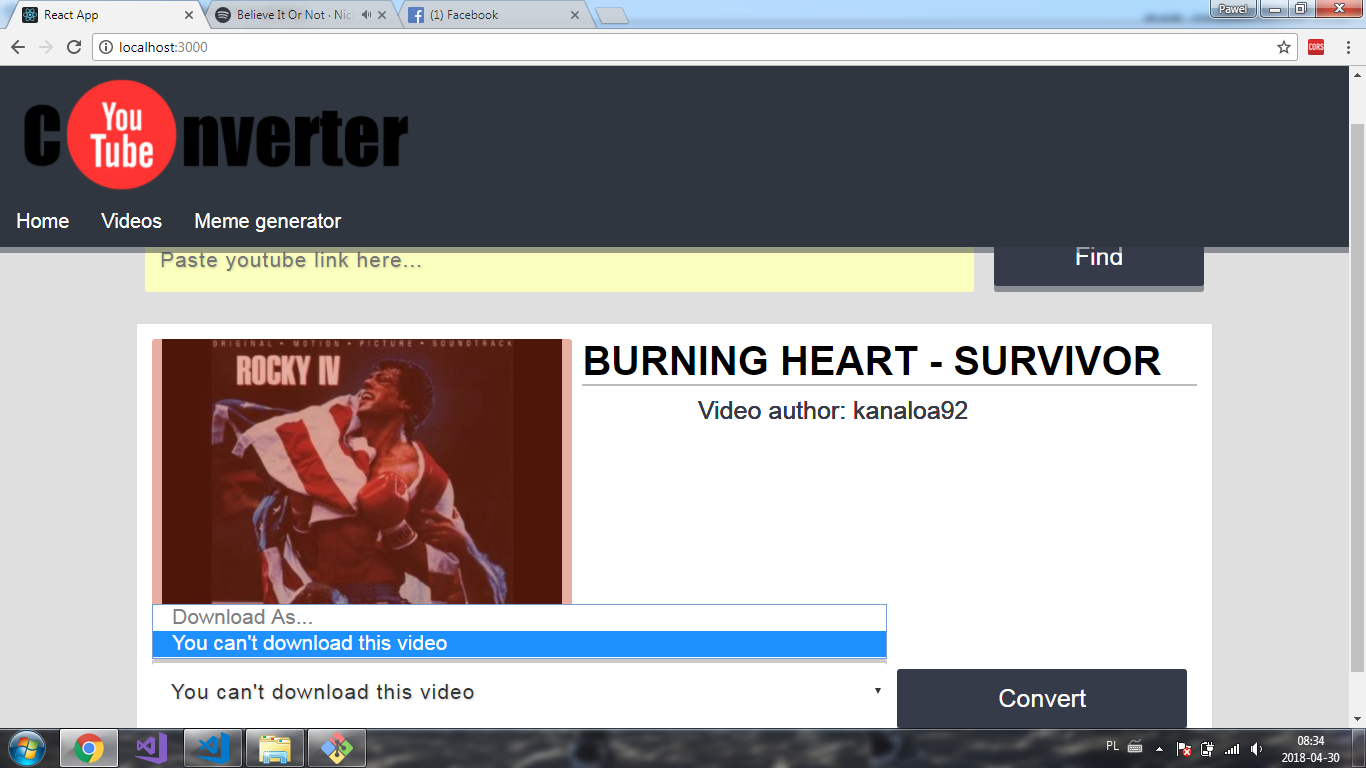 React App
Believe It Or Not · Nic
(1) Facebook
Pawel
localhost:3000
CORS
C You Tube nverter
Home
Videos
Meme generator
Paste youtube link here...
Find
ORIGINAL • MOTION • PICTURE • SOUNDTRACK
ROCKY IV
BURNING HEART - SURVIVOR
Video author: kanaloa92
Download As...
You can't download this video
You can't download this video
Convert
PL
08:34
2018-04-30